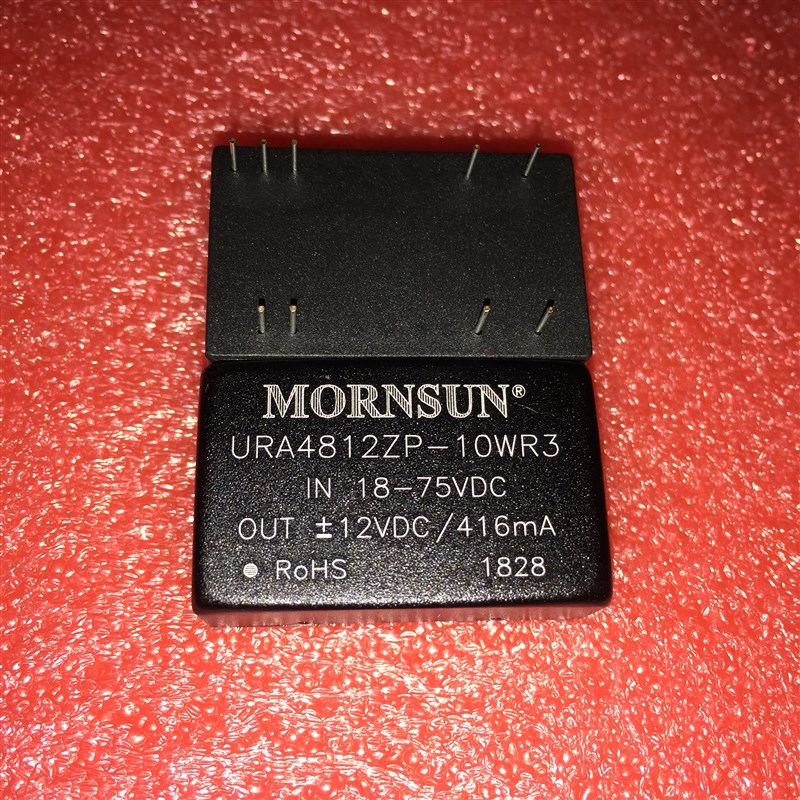 MORNSUN®
URA4812ZP-10WR3
IN 18-75VDC
OUT ±12VDC/416mA
RoHS 1828